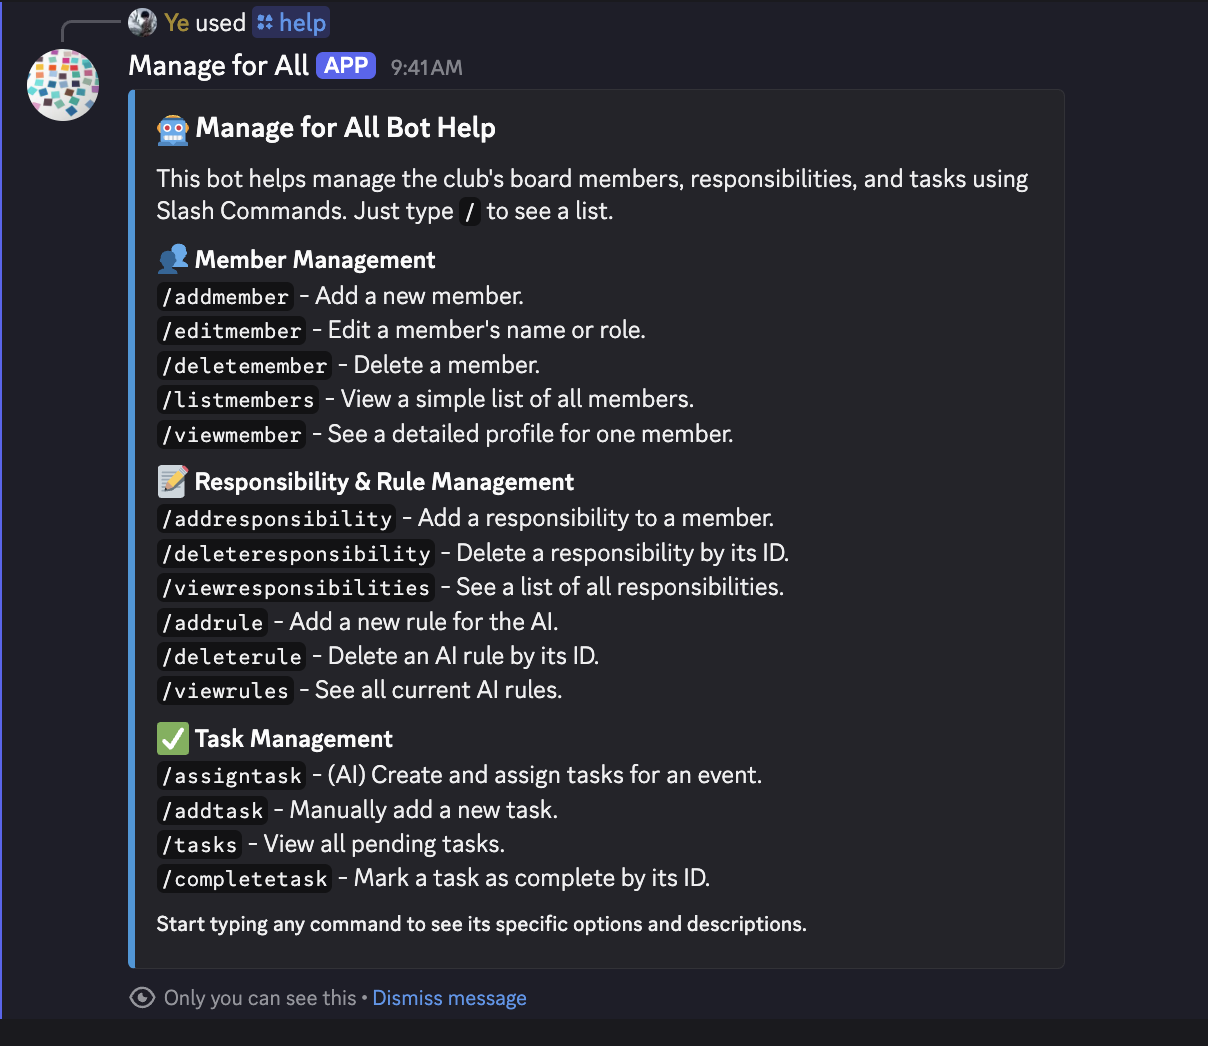 Ye used help
Manage for All APP 9:41 AM
Manage for All Bot Help
This bot helps manage the club's board members, responsibilities, and tasks using
Slash Commands. Just type / to see a list.
Member Management
/addmember - Add a new member.
/editmember - Edit a member's name or role.
/deletemember - Delete a member.
/listmembers - View a simple list of all members.
/viewmember - See a detailed profile for one member.
Responsibility & Rule Management
/addresponsibility - Add a responsibility to a member.
/deleteresponsibility - Delete a responsibility by its ID.
/viewresponsibilities - See a list of all responsibilities.
/addrule - Add a new rule for the AI.
/deleterule - Delete an AI rule by its ID.
/viewrules - See all current AI rules.
Task Management
/assigntask - (AI) Create and assign tasks for an event.
/addtask - Manually add a new task.
/tasks - View all pending tasks.
/completetask - Mark a task as complete by its ID.
Start typing any command to see its specific options and descriptions.
Only you can see this • Dismiss message